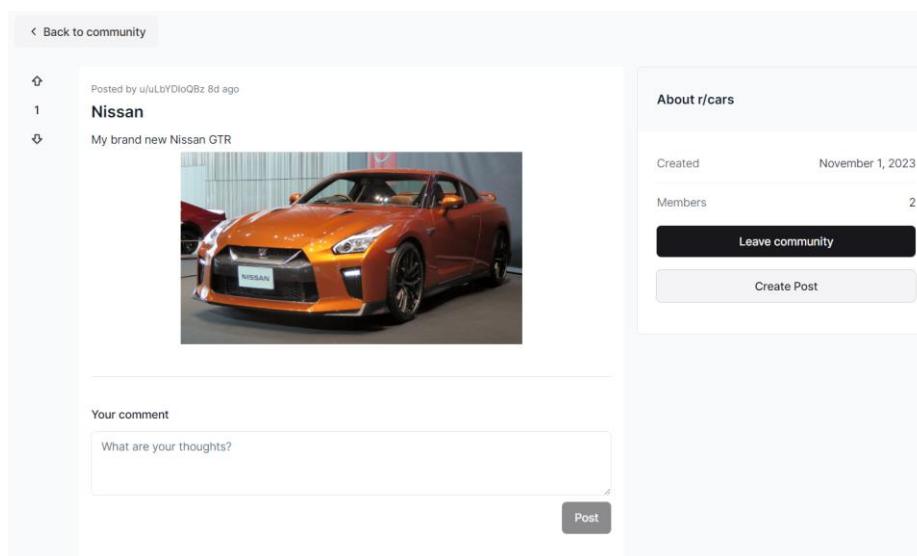 Back to community
Posted by u/uLbYDIoQBz 8d ago
1
Nissan
My brand new Nissan GTR
NISSAN
Your comment
What are your thoughts?
Post
About r/cars
Created November 1, 2023
Members 2
Leave community
Create Post